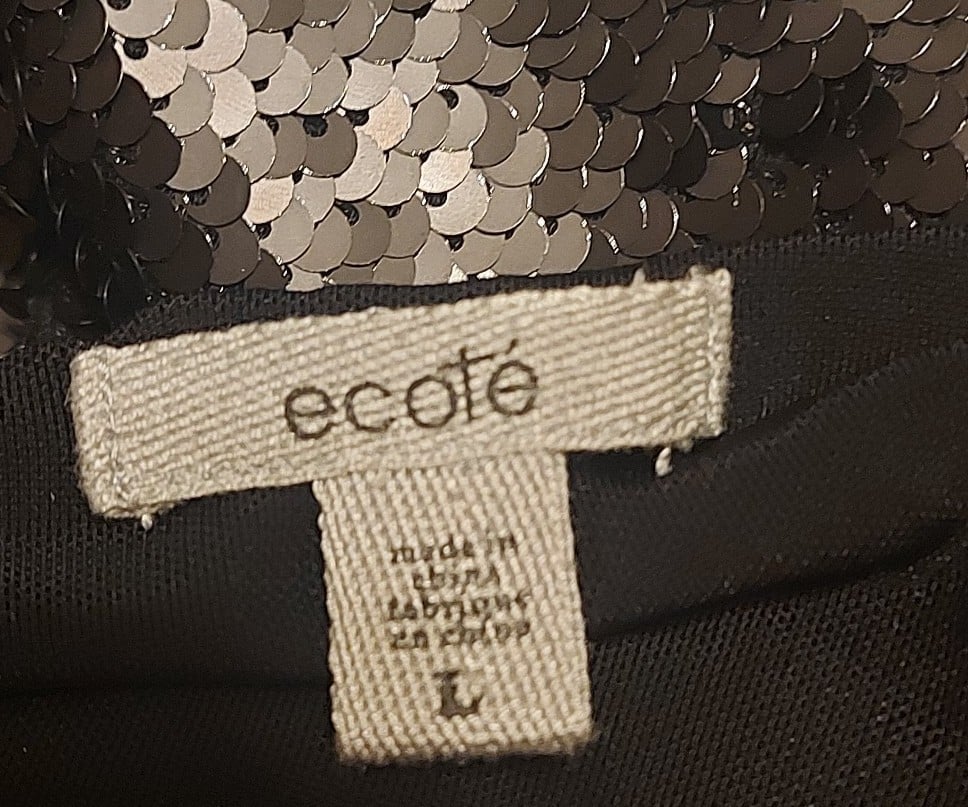 ecoté
made in
china
fabriqué
en chine
L